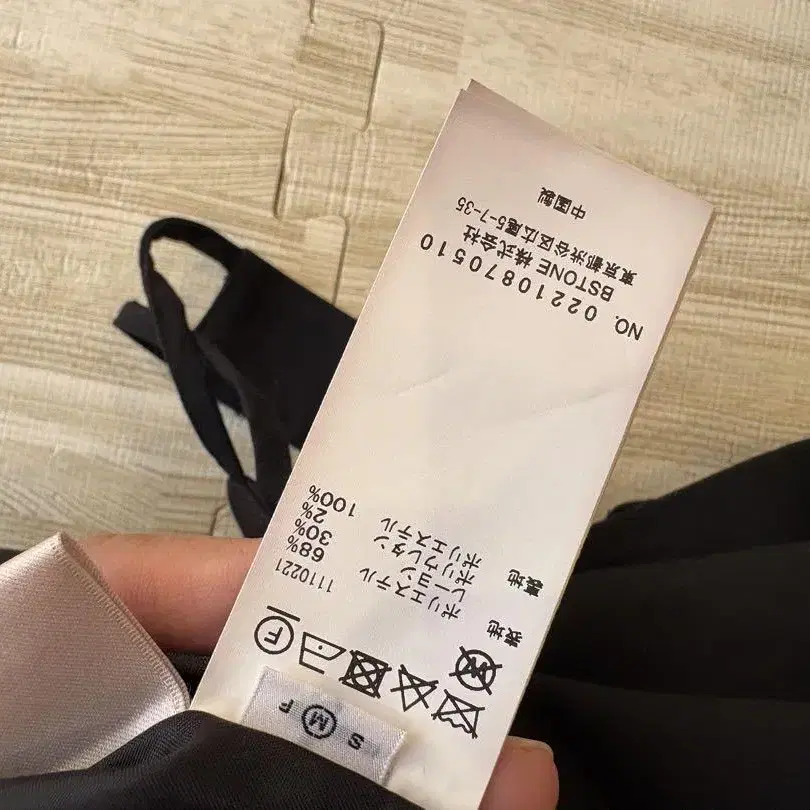 S M F
W F
1110221
表地 ポリエステル 68%
レーヨン 30%
ポリウレタン 2%
裏地 ポリエステル 100%
NO. 02210870510
BSTONE 株式会社
東京都渋谷区広尾5-7-35
中国製